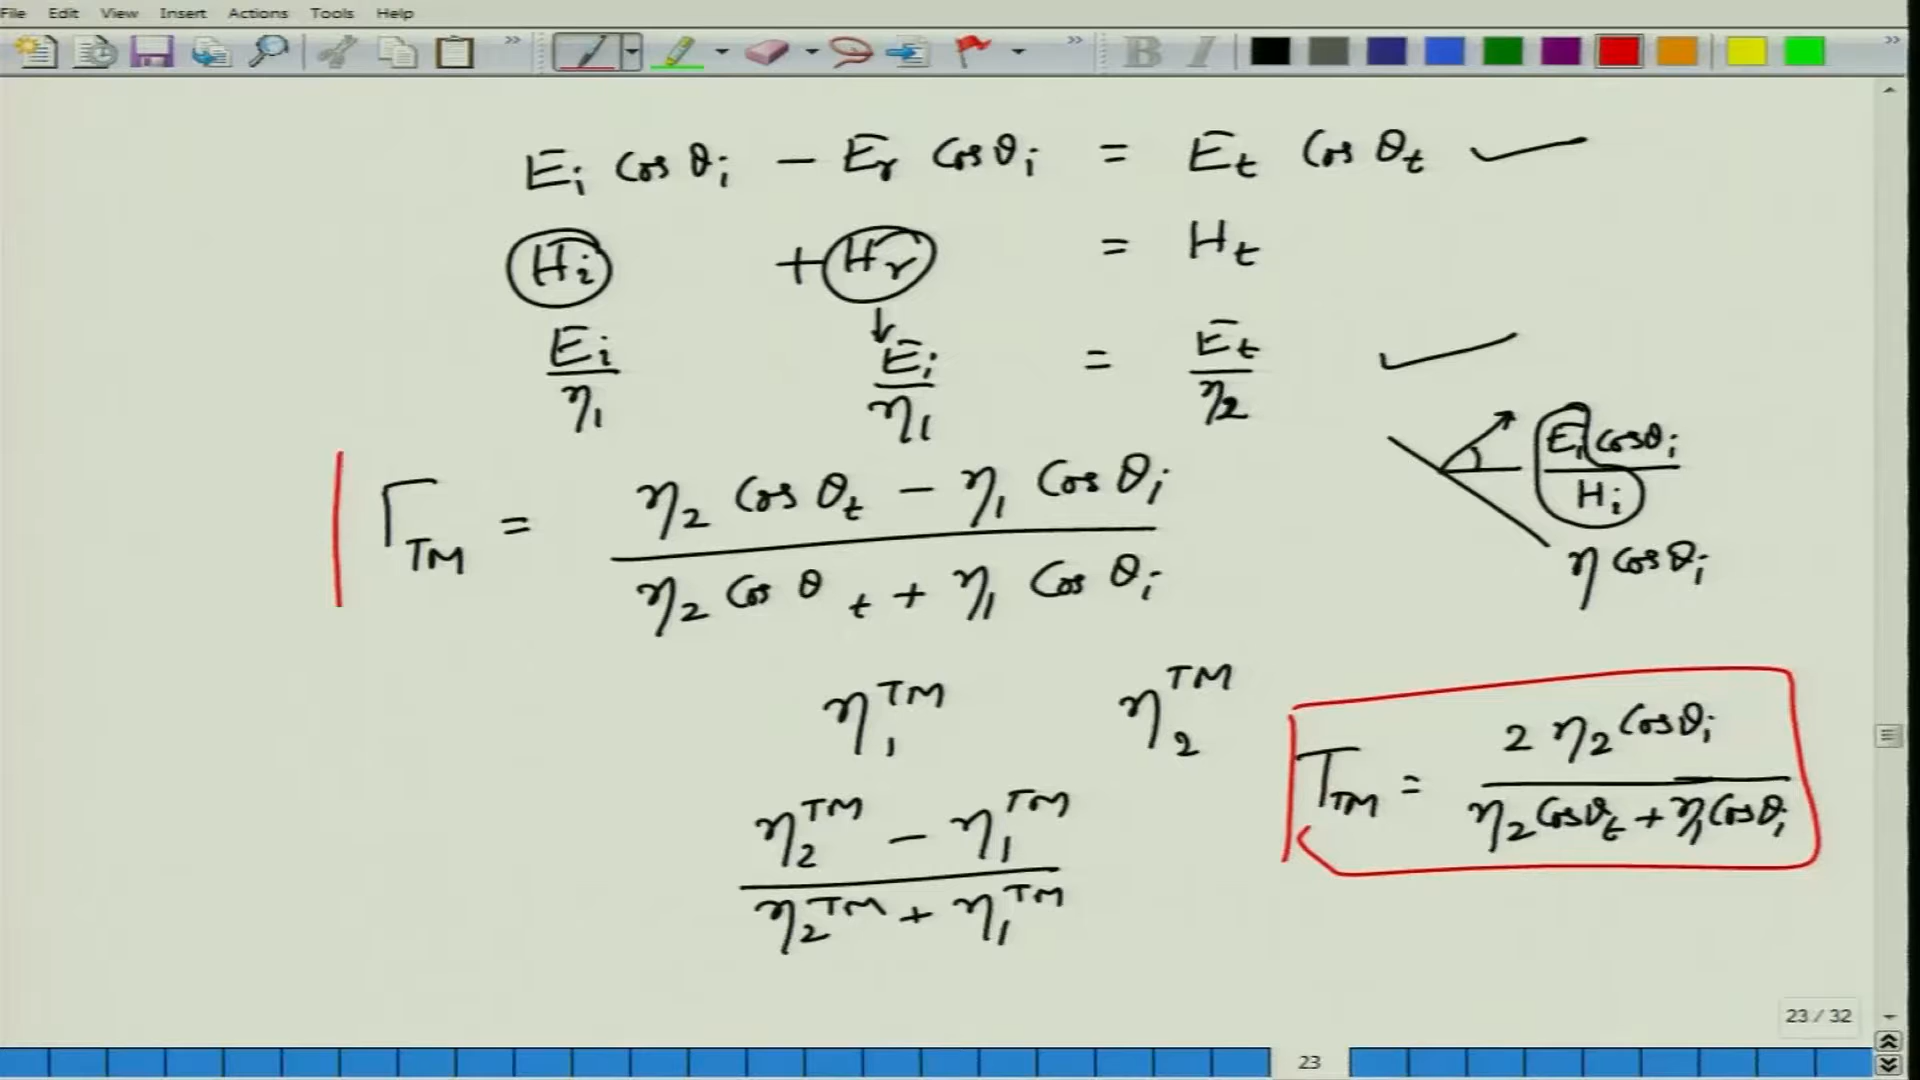 File Edit View Insert Actions Tools Help
B I
E_i cos θ_i − E_r cos θ_i = E_t cos θ_t
H_i + H_r = H_t
E_i/η_1 E_i/η_1 = E_t/η_2
E_i cos θ_i / H_i
η cos θ_i
Γ_TM = (η_2 cos θ_t − η_1 cos θ_i) / (η_2 cos θ_t + η_1 cos θ_i)
η_1^TM η_2^TM
(η_2^TM − η_1^TM) / (η_2^TM + η_1^TM)
T_TM = 2 η_2 cos θ_i / (η_2 cos θ_t + η_1 cos θ_i)
23 / 32
23